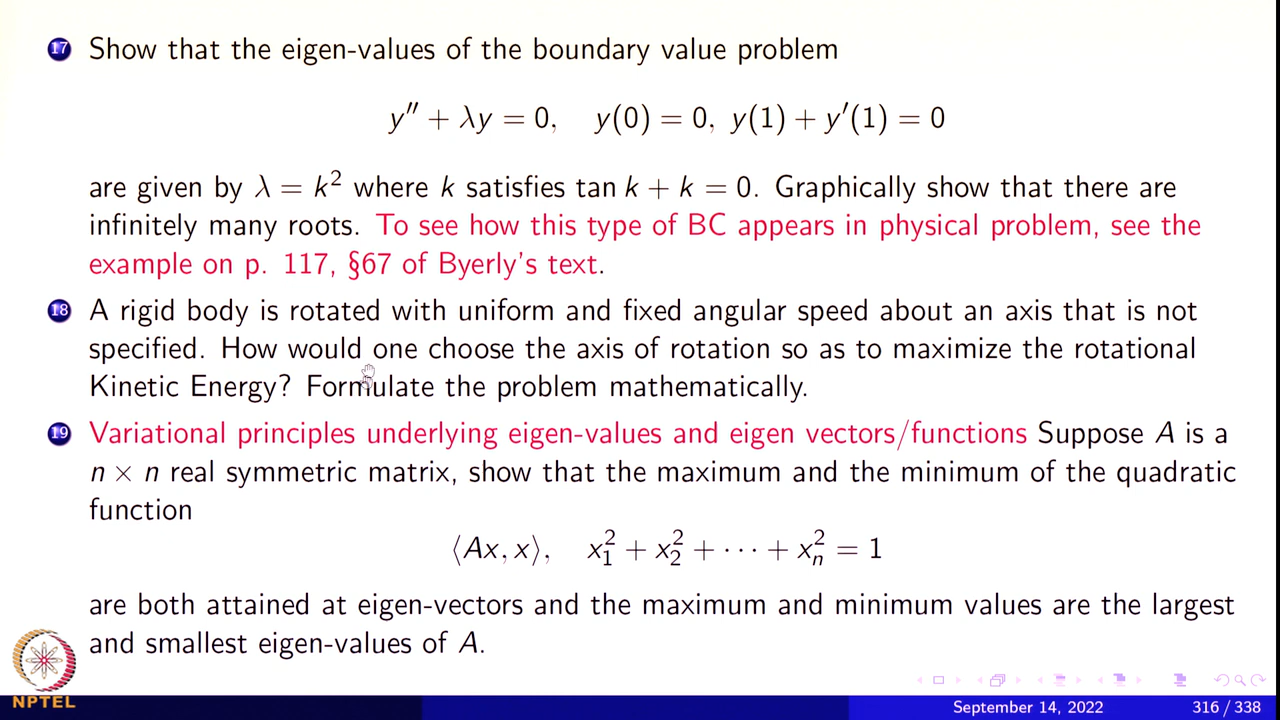 17 Show that the eigen-values of the boundary value problem
y′′ + λy = 0, y(0) = 0, y(1) + y′(1) = 0
are given by λ = k² where k satisfies tan k + k = 0. Graphically show that there are
infinitely many roots. To see how this type of BC appears in physical problem, see the
example on p. 117, §67 of Byerly's text.
18 A rigid body is rotated with uniform and fixed angular speed about an axis that is not
specified. How would one choose the axis of rotation so as to maximize the rotational
Kinetic Energy? Formulate the problem mathematically.
19 Variational principles underlying eigen-values and eigen vectors/functions Suppose A is a
n × n real symmetric matrix, show that the maximum and the minimum of the quadratic
function
⟨Ax, x⟩, x₁² + x₂² + ··· + xₙ² = 1
are both attained at eigen-vectors and the maximum and minimum values are the largest
and smallest eigen-values of A.
NPTEL
September 14, 2022 316 / 338